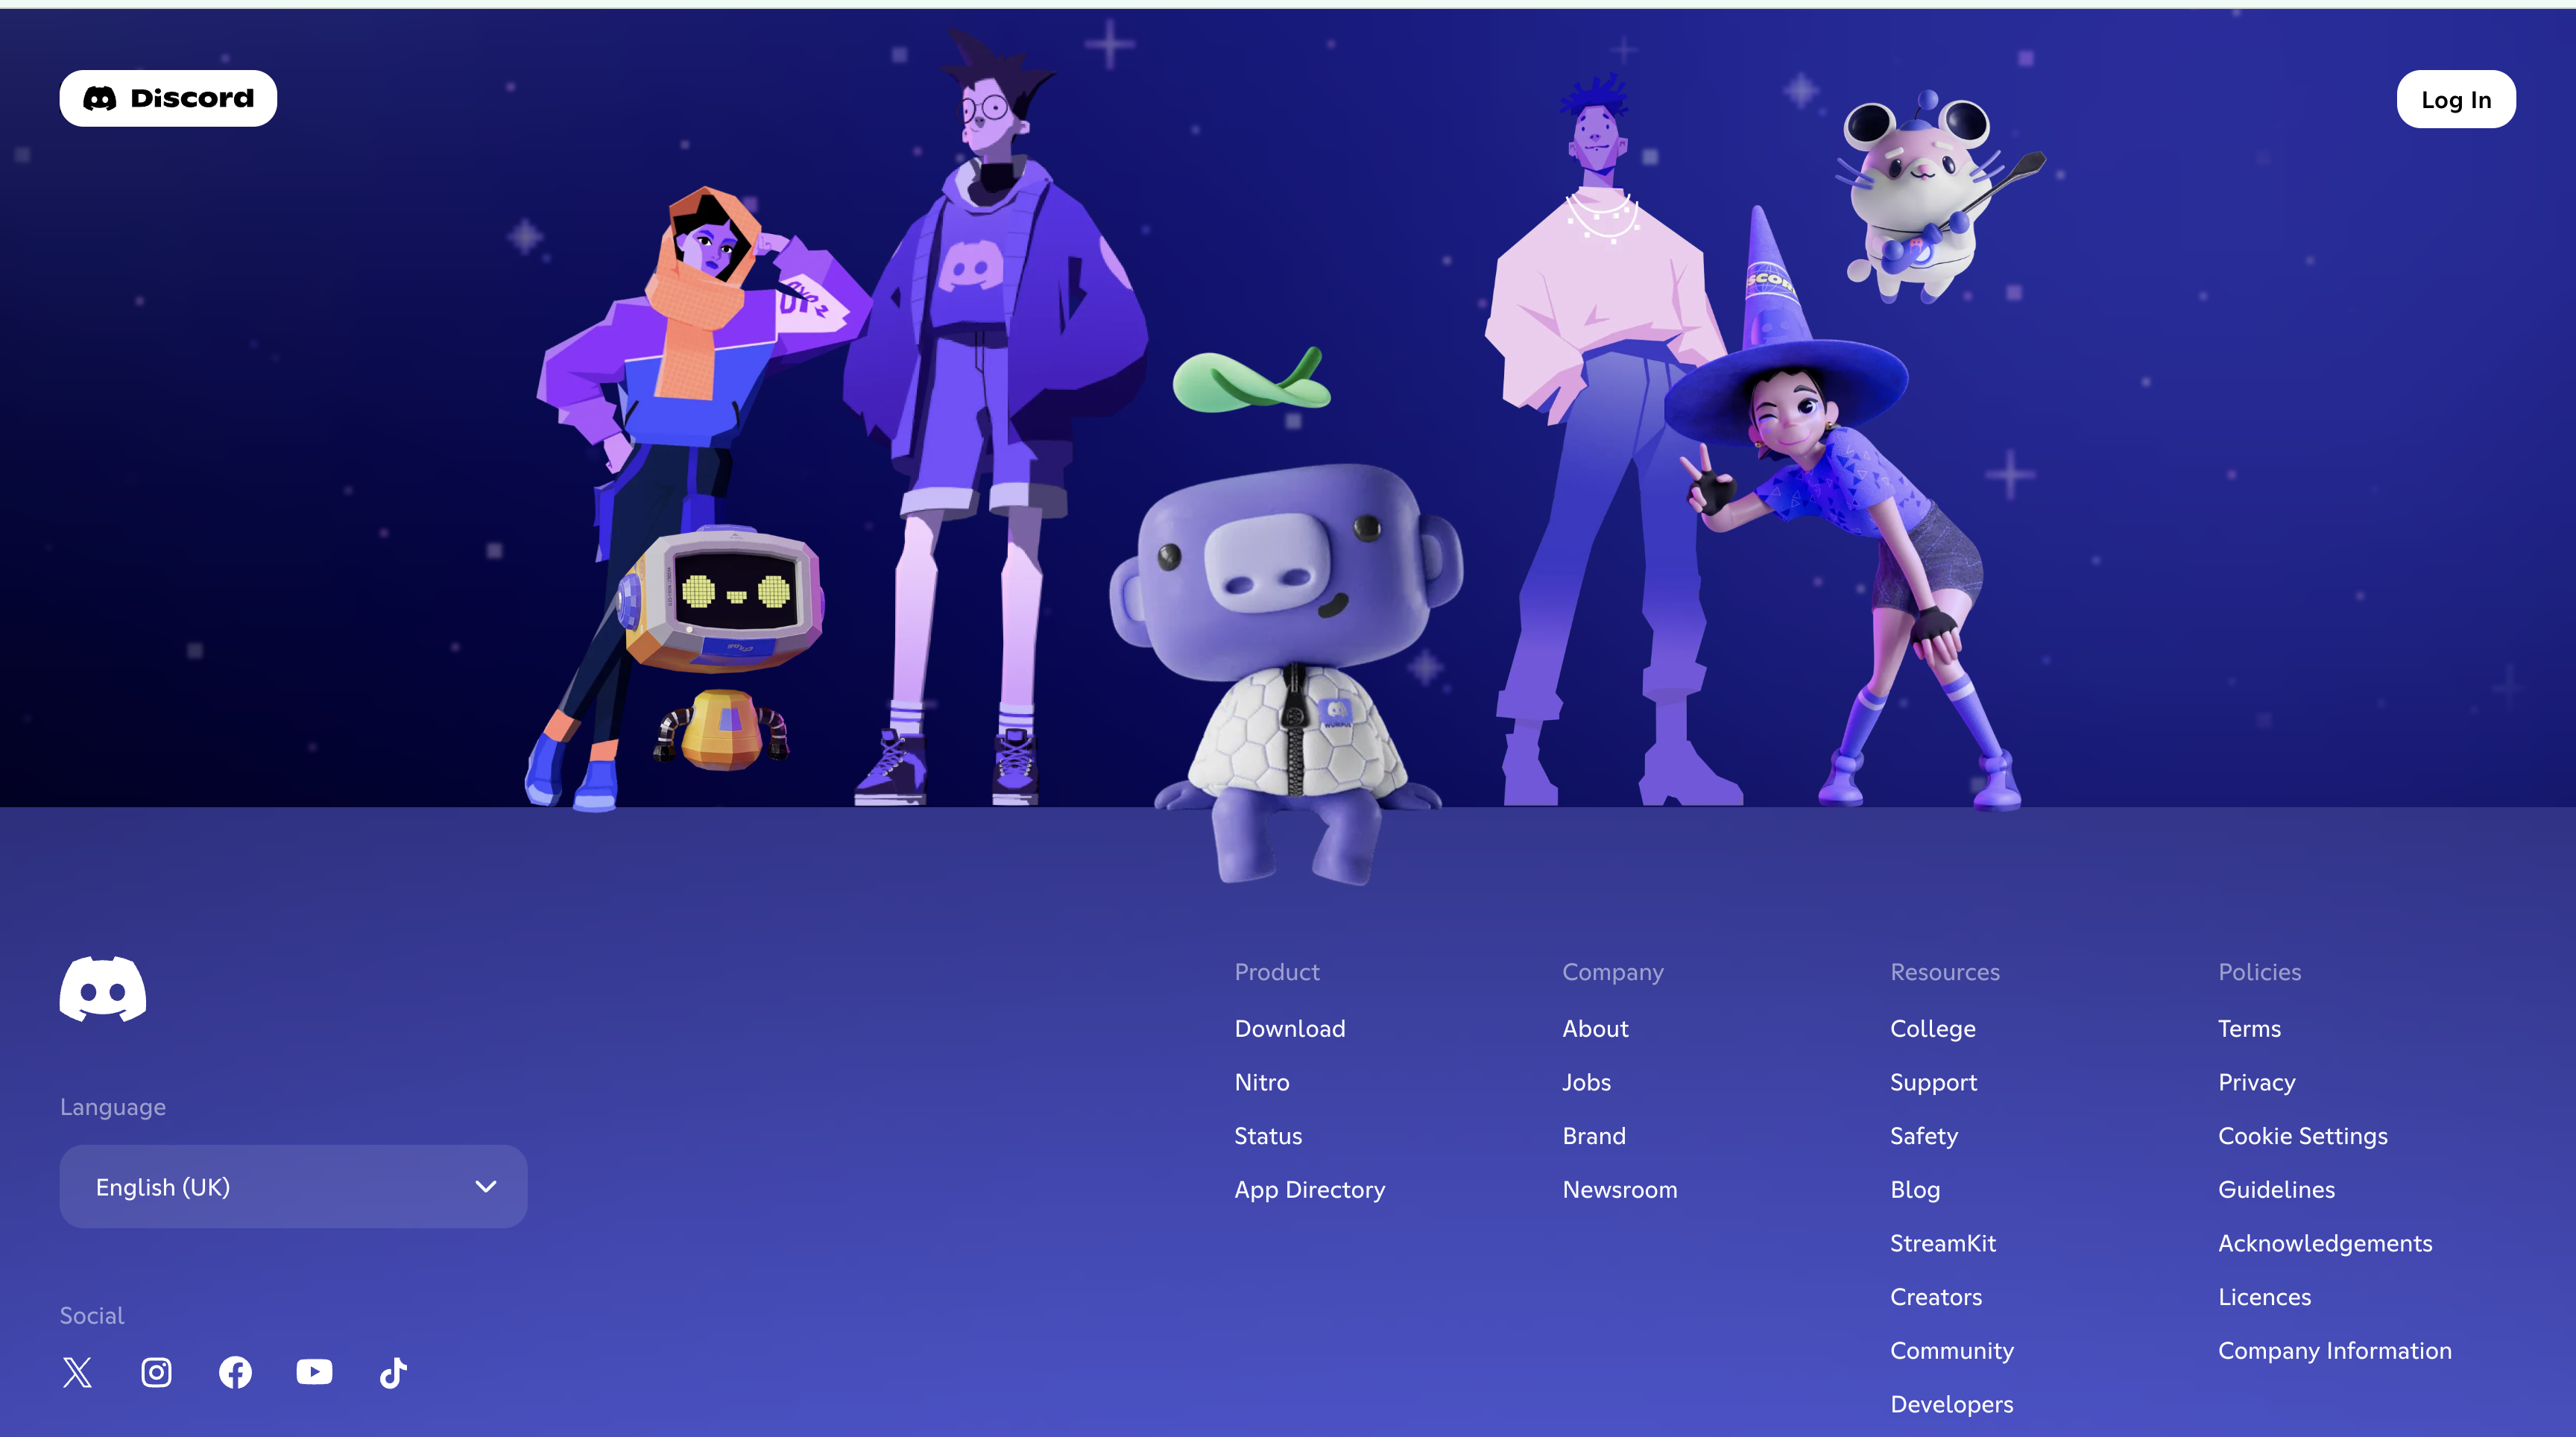 Discord
Log In
Language
English (UK)
Social
Product
Download
Nitro
Status
App Directory
Company
About
Jobs
Brand
Newsroom
Resources
College
Support
Safety
Blog
StreamKit
Creators
Community
Developers
Policies
Terms
Privacy
Cookie Settings
Guidelines
Acknowledgements
Licences
Company Information